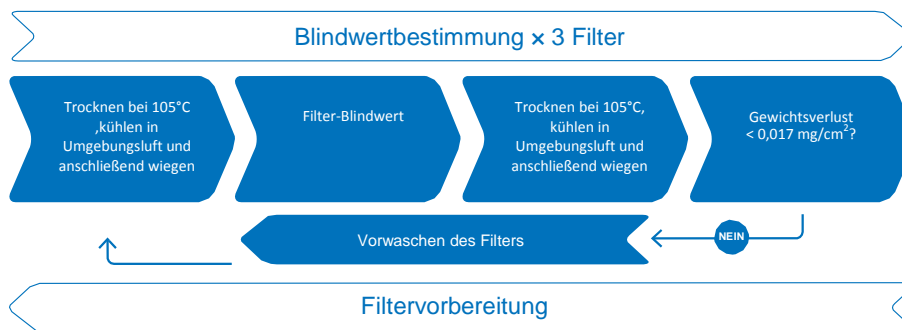 Blindwertbestimmung × 3 Filter
Trocknen bei 105°C
,kühlen in
Umgebungsluft und
anschließend wiegen
Filter-Blindwert
Trocknen bei 105°C,
kühlen in
Umgebungsluft und
anschließend wiegen
Gewichtsverlust
< 0,017 mg/cm²?
Vorwaschen des Filters
NEIN
Filtervorbereitung